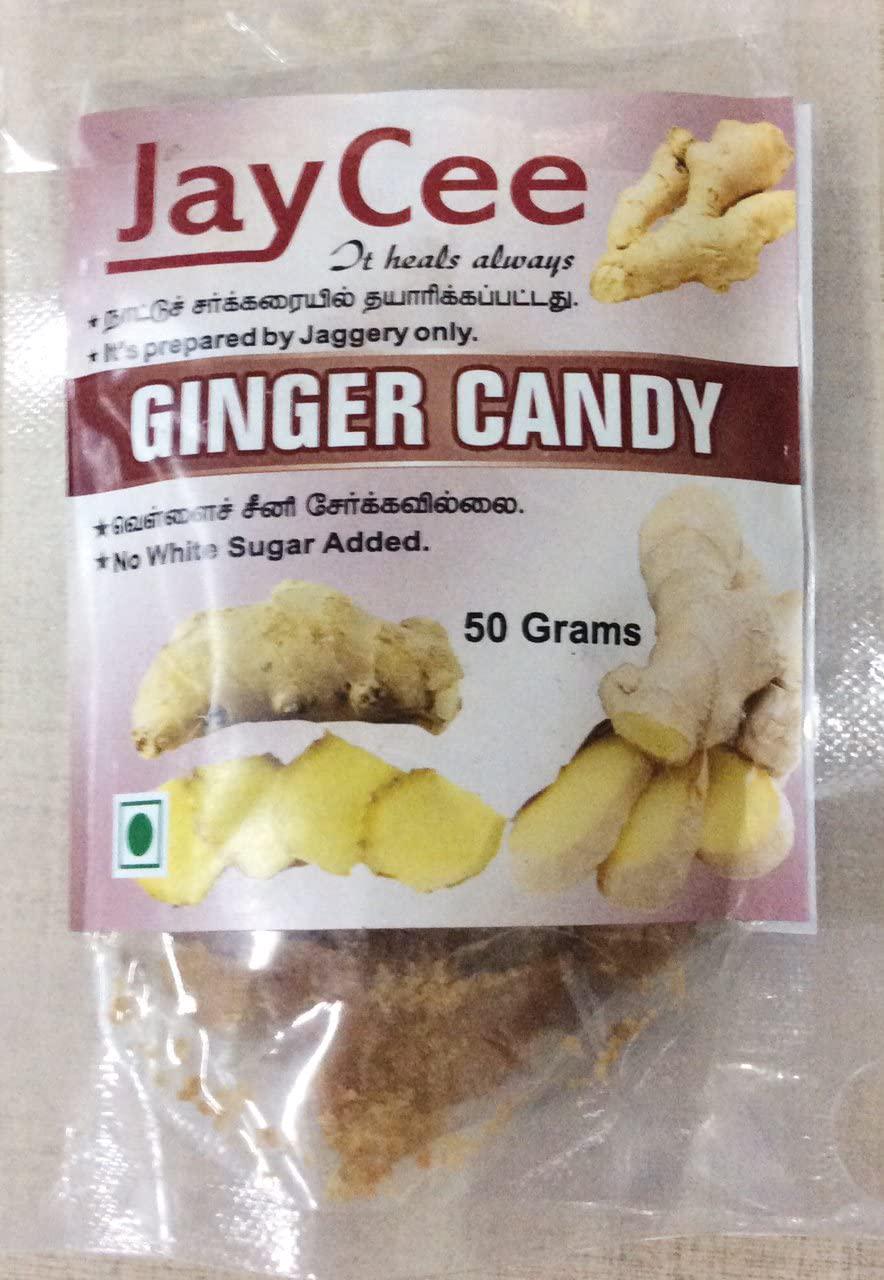 JayCee
It heals always
★ நாட்டுச் சர்க்கரையில் தயாரிக்கப்பட்டது.
★ It's prepared by Jaggery only.
GINGER CANDY
★ வெள்ளைச் சீனி சேர்க்கவில்லை.
★ No White Sugar Added.
50 Grams